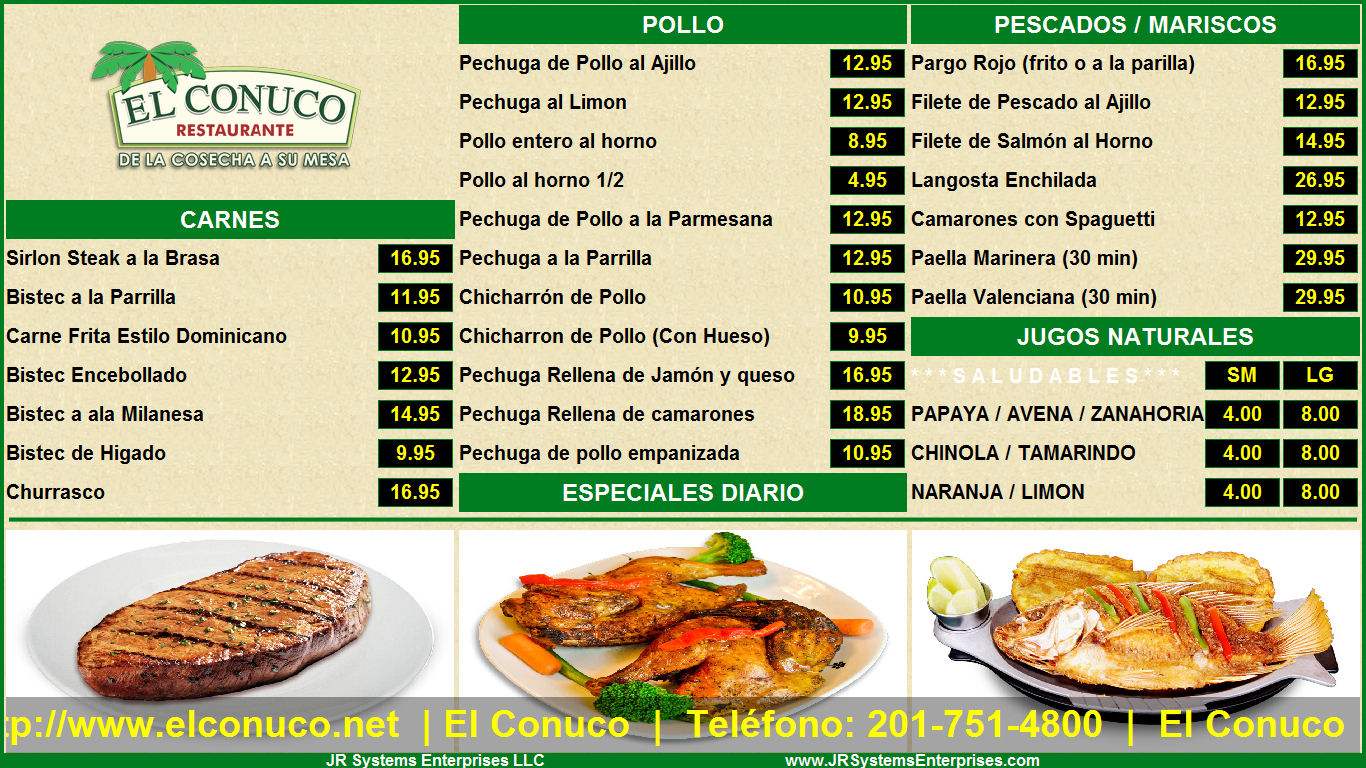 EL CONUCO
RESTAURANTE
DE LA COSECHA A SU MESA
CARNES
Sirlon Steak a la Brasa 16.95
Bistec a la Parrilla 11.95
Carne Frita Estilo Dominicano 10.95
Bistec Encebollado 12.95
Bistec a ala Milanesa 14.95
Bistec de Higado 9.95
Churrasco 16.95
POLLO
Pechuga de Pollo al Ajillo 12.95
Pechuga al Limon 12.95
Pollo entero al horno 8.95
Pollo al horno 1/2 4.95
Pechuga de Pollo a la Parmesana 12.95
Pechuga a la Parrilla 12.95
Chicharrón de Pollo 10.95
Chicharron de Pollo (Con Hueso) 9.95
Pechuga Rellena de Jamón y queso 16.95
Pechuga Rellena de camarones 18.95
Pechuga de pollo empanizada 10.95
ESPECIALES DIARIO
PESCADOS / MARISCOS
Pargo Rojo (frito o a la parilla) 16.95
Filete de Pescado al Ajillo 12.95
Filete de Salmón al Horno 14.95
Langosta Enchilada 26.95
Camarones con Spaguetti 12.95
Paella Marinera (30 min) 29.95
Paella Valenciana (30 min) 29.95
JUGOS NATURALES
***SALUDABLES*** SM LG
PAPAYA / AVENA / ZANAHORIA 4.00 8.00
CHINOLA / TAMARINDO 4.00 8.00
NARANJA / LIMON 4.00 8.00
tp://www.elconuco.net | El Conuco | Teléfono: 201-751-4800 | El Conuco
JR Systems Enterprises LLC www.JRSystemsEnterprises.com